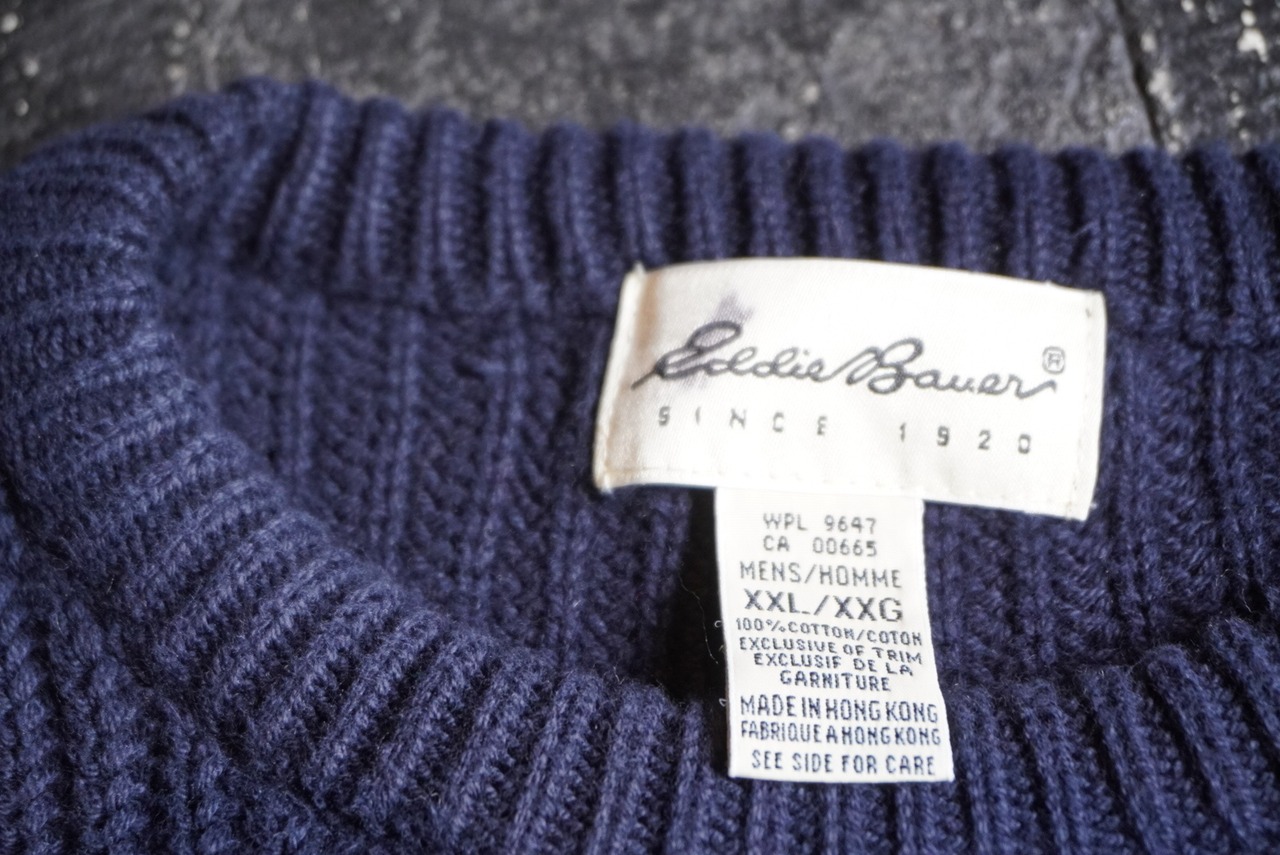 Eddie Bauer®
SINCE 1920
WPL 9647
CA 00665
MENS/HOMME
XXL/XXG
100% COTTON/COTON
EXCLUSIVE OF TRIM
EXCLUSIF DE LA
GARNITURE
MADE IN HONG KONG
FABRIQUE A HONG KONG
SEE SIDE FOR CARE